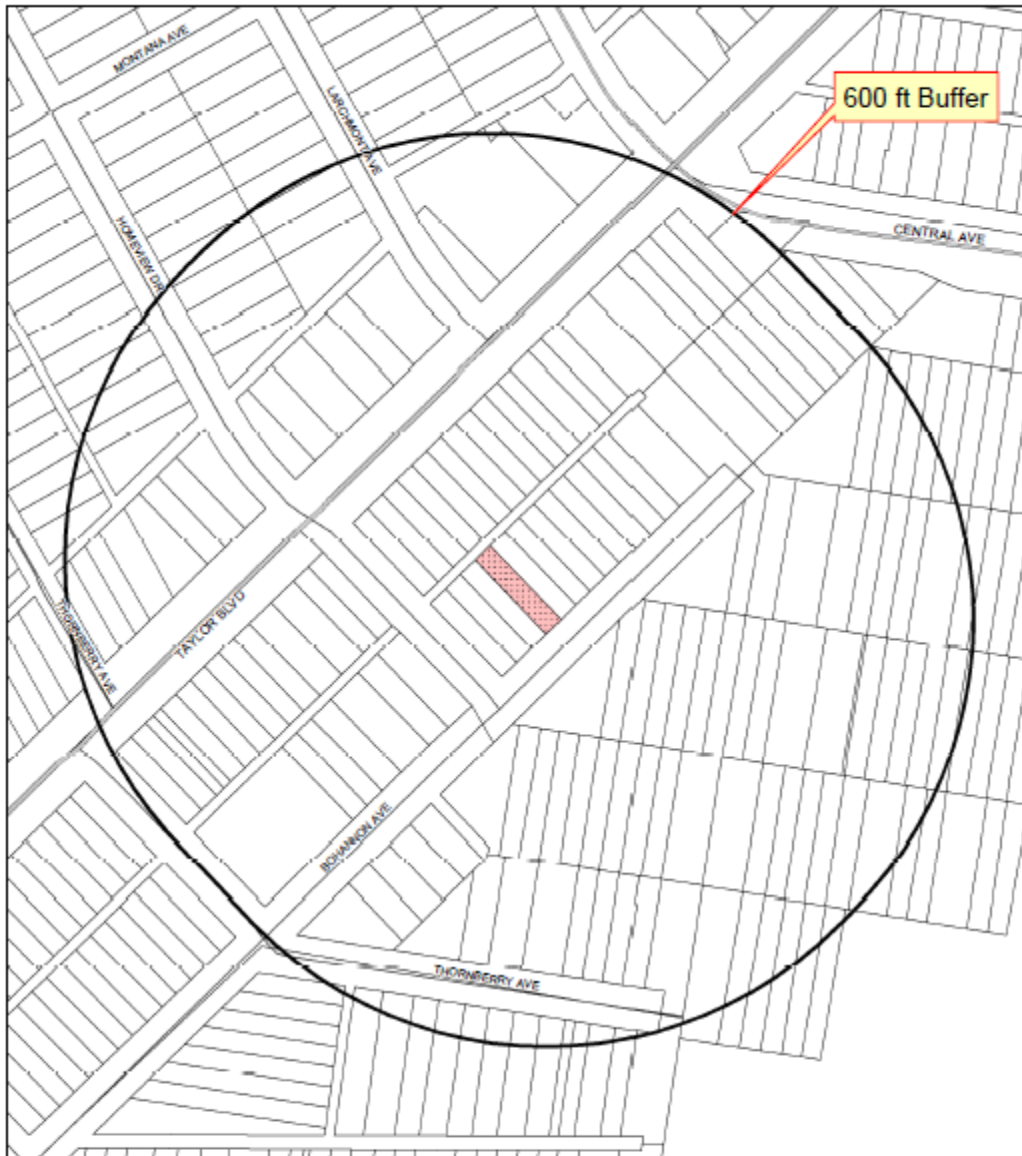 MONTANA AVE
LARCHMONT AVE
600 ft Buffer
HOMEVIEW DR
CENTRAL AVE
THORNBERRY AVE
TAYLOR BLVD
BOHANNON AVE
THORNBERRY AVE